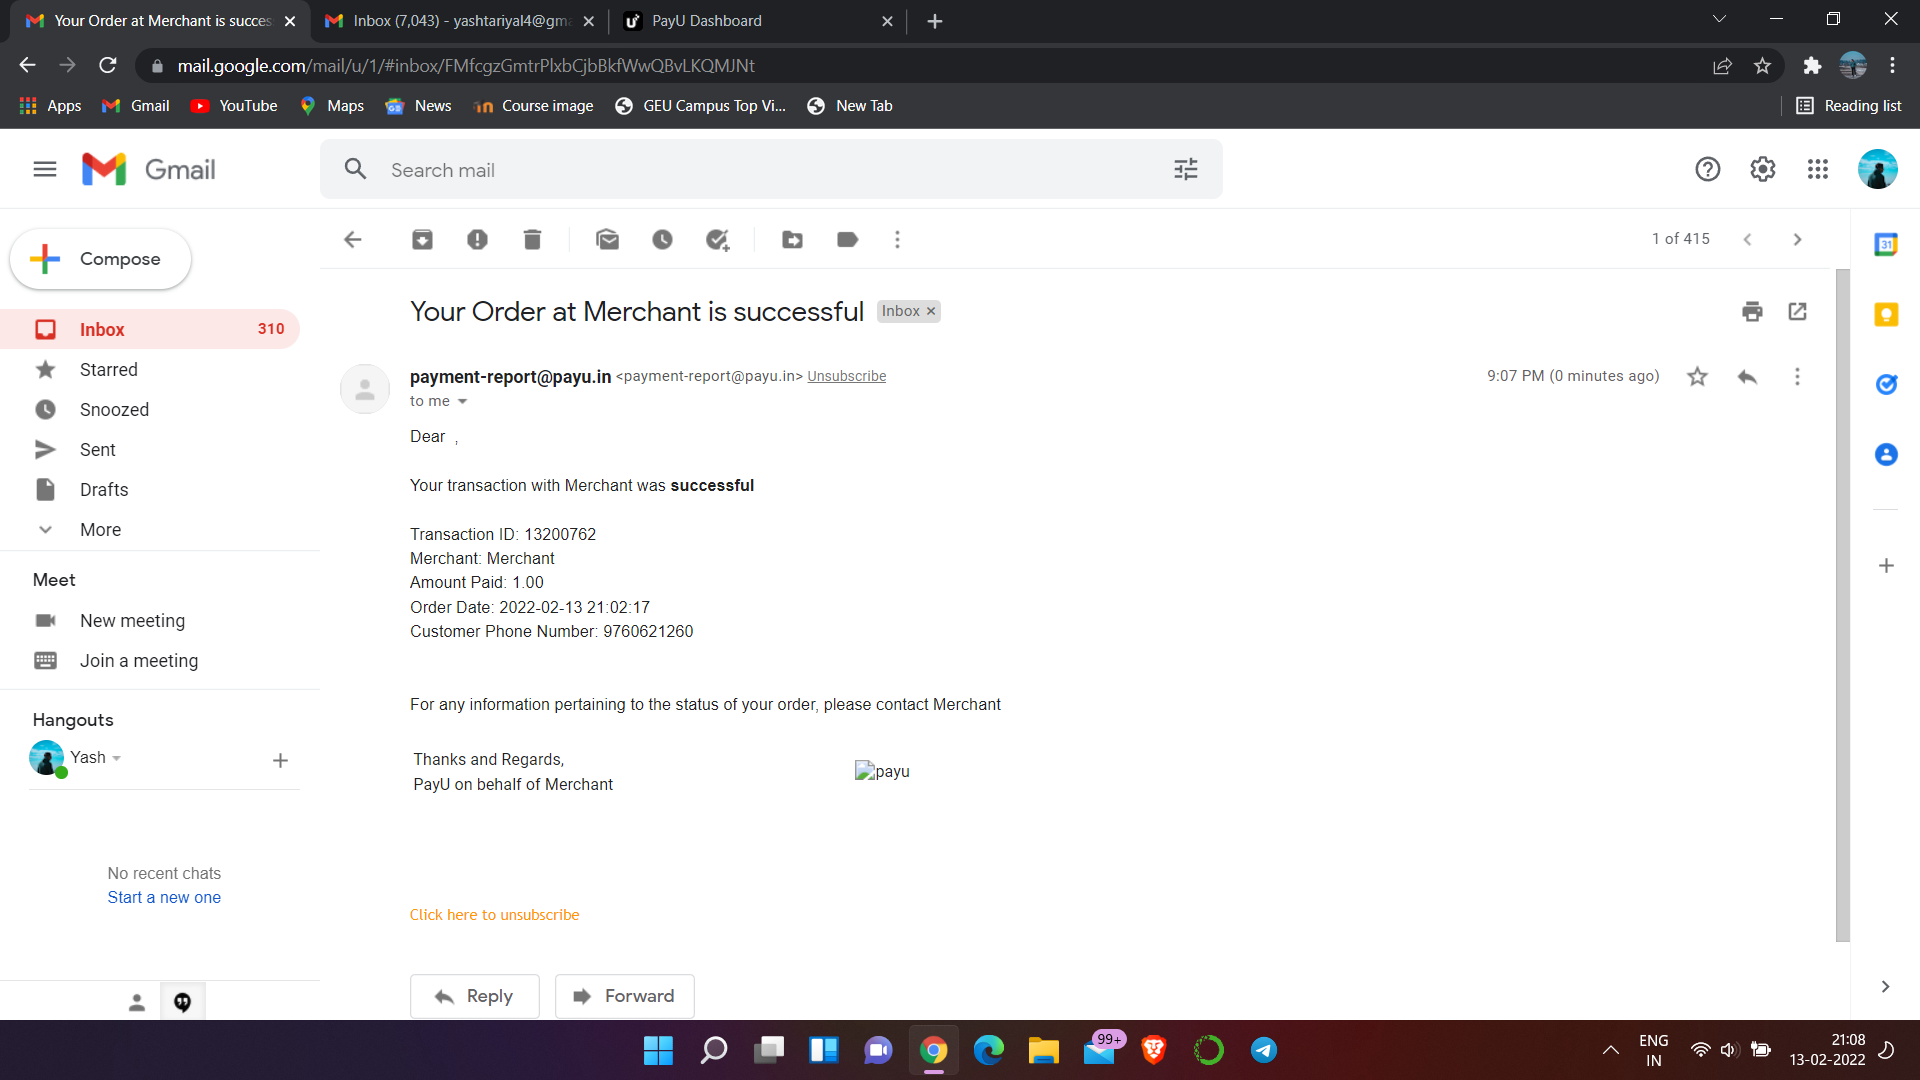 Your Order at Merchant is succes
Inbox (7,043) - yashtariyal4@gma
PayU Dashboard
mail.google.com/mail/u/1/#inbox/FMfcgzGmtrPlxbCjbBkfWwQBvLKQMJNt
Apps
Gmail
YouTube
Maps
News
Course image
GEU Campus Top Vi...
New Tab
Reading list
Gmail
Search mail
Compose
1 of 415
Inbox 310
Starred
Snoozed
Sent
Drafts
More
Meet
New meeting
Join a meeting
Hangouts
Yash
No recent chats
Start a new one
Your Order at Merchant is successful Inbox
payment-report@payu.in <payment-report@payu.in> Unsubscribe
9:07 PM (0 minutes ago)
to me
Dear ,
Your transaction with Merchant was successful
Transaction ID: 13200762
Merchant: Merchant
Amount Paid: 1.00
Order Date: 2022-02-13 21:02:17
Customer Phone Number: 9760621260
For any information pertaining to the status of your order, please contact Merchant
Thanks and Regards,
PayU on behalf of Merchant
payu
Click here to unsubscribe
Reply
Forward
31
99+
ENG
IN
21:08
13-02-2022